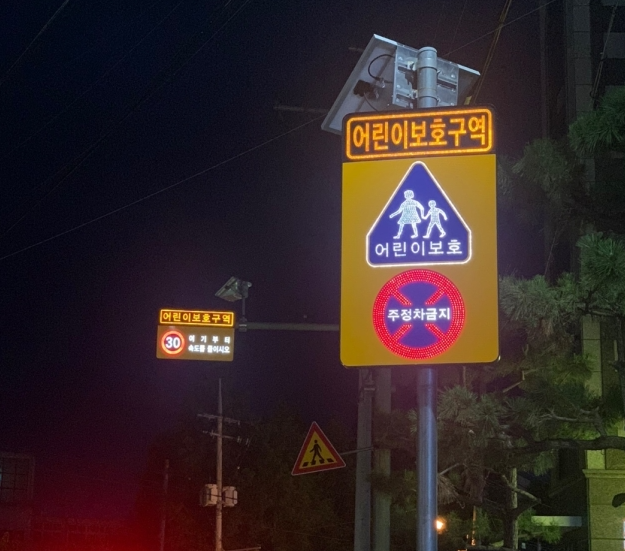 어린이보호구역
어린이보호
주정차금지
어린이보호구역
30
여기부터
속도를 줄이시오